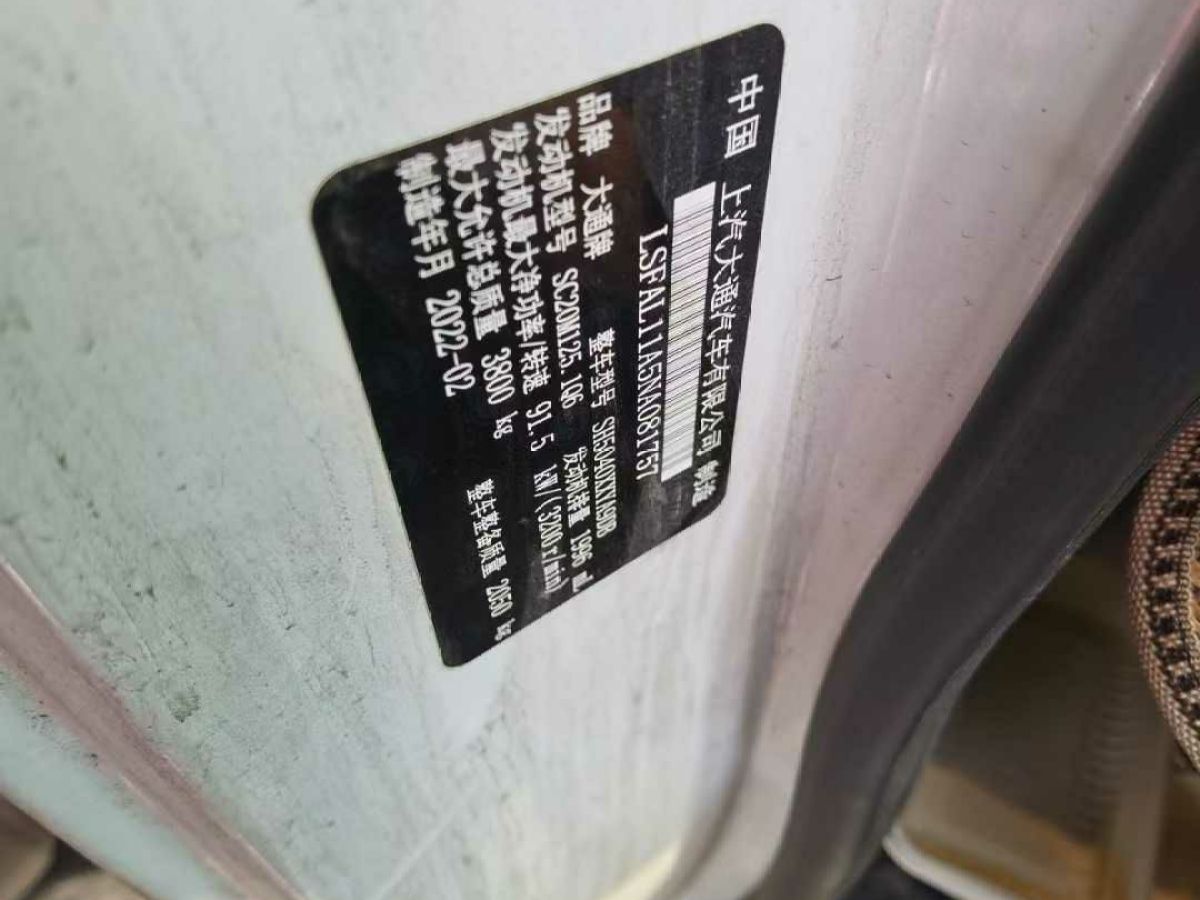 中国 上汽大通汽车有限公司 制造
LSFAL11A5NA081757
品牌 大通牌 整车型号 SH5040XXYA9DB
发动机型号 SC20M125.1Q6 发动机排量 1996 mL
发动机最大净功率/转速 91.5 kW/(3200r/min)
最大允许总质量 3800 kg 整车整备质量 2050 kg
制造年月 2022-02